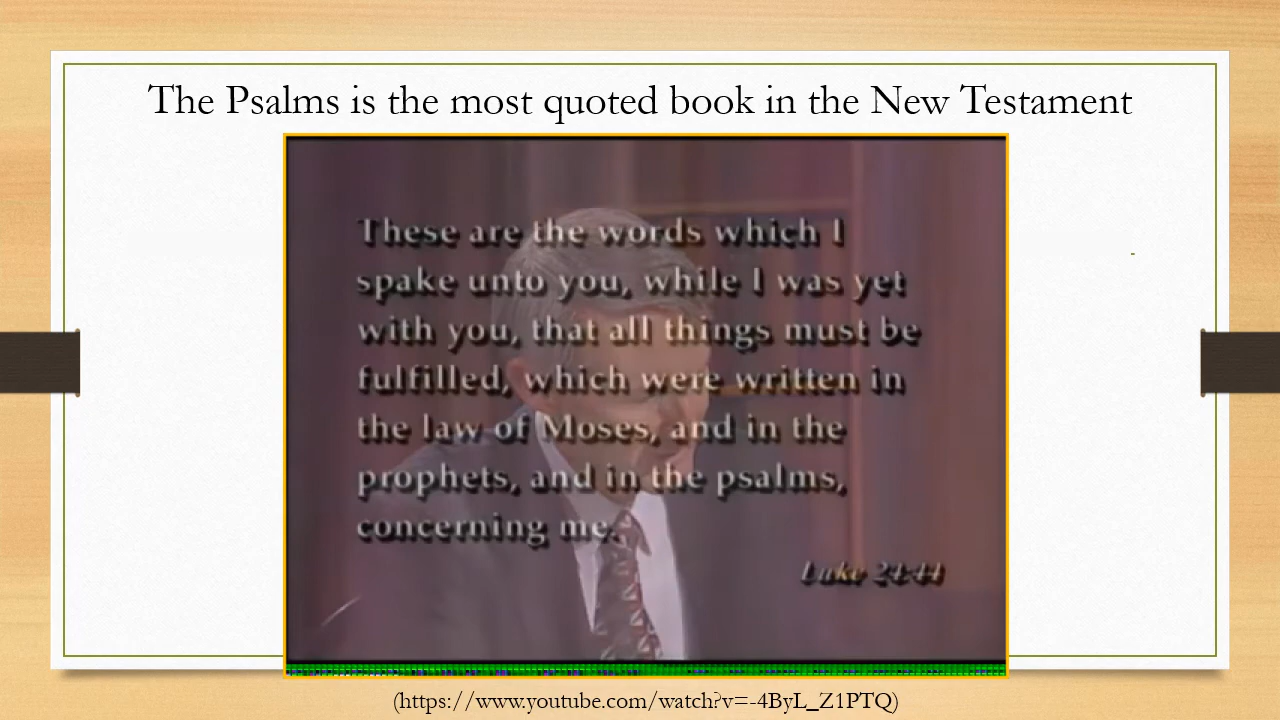 The Psalms is the most quoted book in the New Testament
These are the words which I
spake unto you, while I was yet
with you, that all things must be
fulfilled, which were written in
the law of Moses, and in the
prophets, and in the psalms,
concerning me.
Luke 24:44
(https://www.youtube.com/watch?v=-4ByL_Z1PTQ)